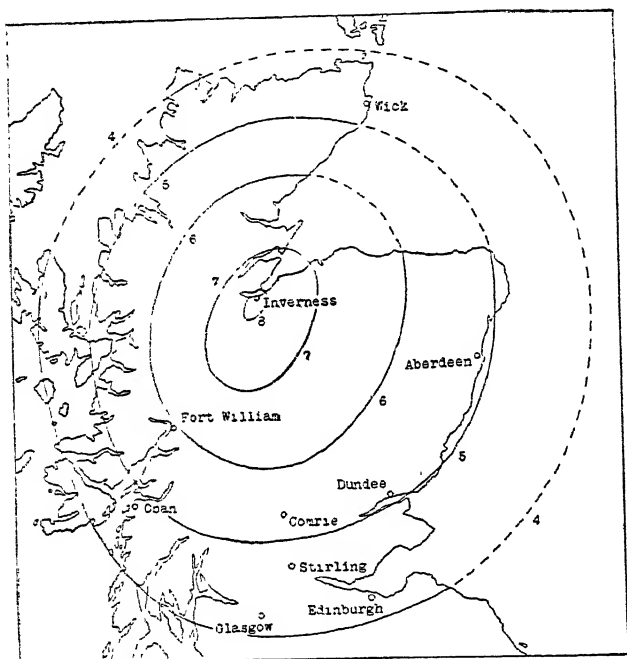 Wick
4
5
6
7
Inverness
8
7
Aberdeen
6
Fort William
5
Dundee
4
Coan
Comrie
Stirling
Edinburgh
Glasgow